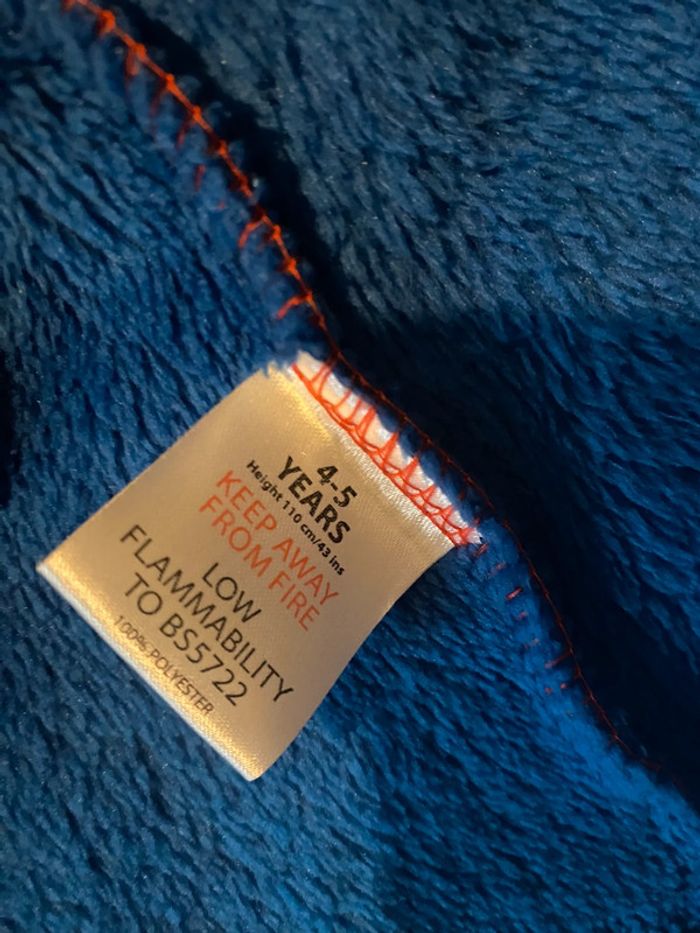 4-5
YEARS
Height 110 cm/43 ins
KEEP AWAY
FROM FIRE
LOW
FLAMMABILITY
TO BS5722
100% POLYESTER